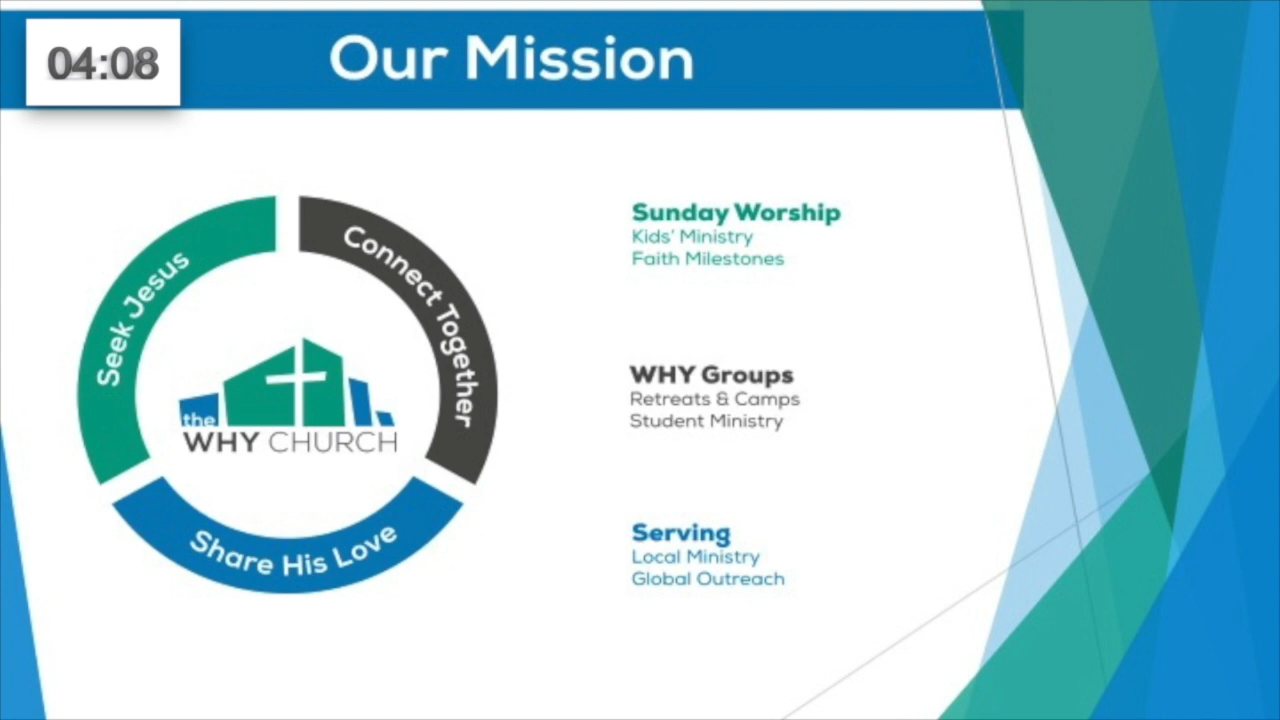 04:08
Our Mission
Seek Jesus
Connect Together
the
WHY CHURCH
Share His Love
Sunday Worship
Kids' Ministry
Faith Milestones
WHY Groups
Retreats & Camps
Student Ministry
Serving
Local Ministry
Global Outreach